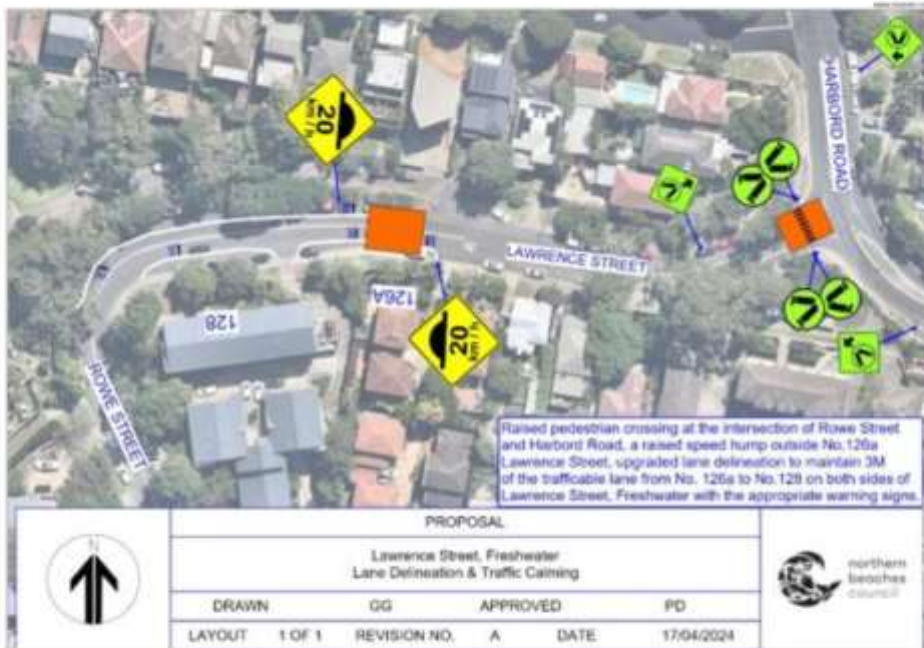 HARBORD ROAD
20
km / h
LAWRENCE STREET
126A
128
20
km / h
ROWE STREET
Raised pedestrian crossing at the intersection of Rowe Street
and Harbord Road, a raised speed hump outside No.126a
Lawrence Street, upgraded lane delineation to maintain 3M
of the trafficable lane from No. 126a to No.128 on both sides of
Lawrence Street, Freshwater with the appropriate warning signs.
PROPOSAL
Lawrence Street, Freshwater
Lane Delineation & Traffic Calming
DRAWN GG APPROVED PD
LAYOUT 1 OF 1 REVISION NO. A DATE 17/04/2024
N
northern
beaches
council